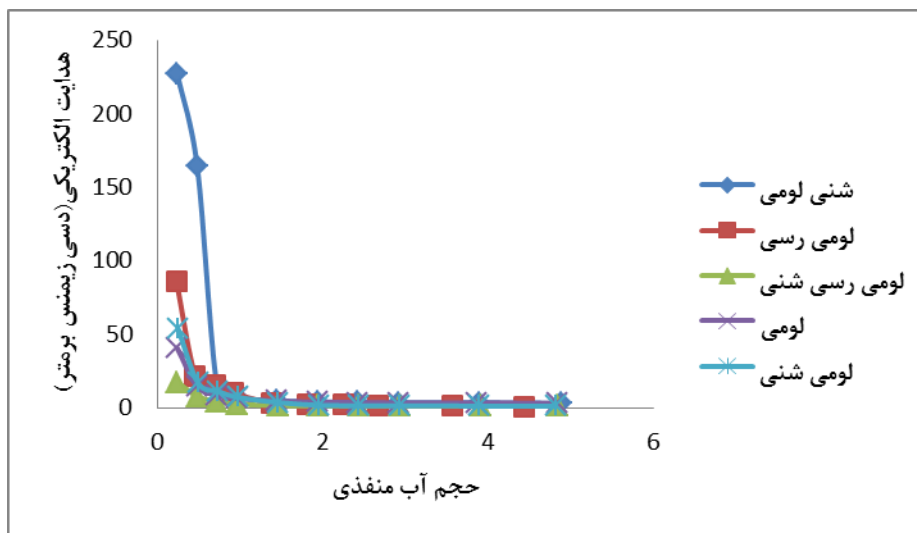 250
200
150
100
50
0
0
2
4
6
هدایت الکتریکی(دسی زیمنس برمتر)
حجم آب منفذی
شنی لومی
لومی رسی
لومی رسی شنی
لومی
لومی شنی